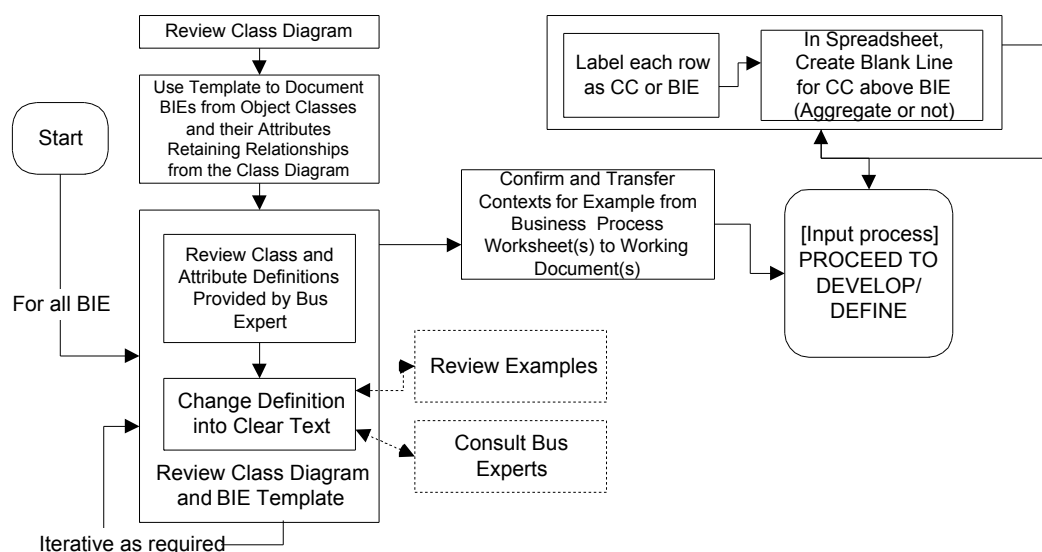 Review Class Diagram
Use Template to Document
BIEs from Object Classes
and their Attributes
Retaining Relationships
from the Class Diagram
Start
For all BIE
Review Class and
Attribute Definitions
Provided by Bus
Expert
Change Definition
into Clear Text
Review Class Diagram
and BIE Template
Iterative as required
Review Examples
Consult Bus
Experts
Confirm and Transfer
Contexts for Example from
Business Process
Worksheet(s) to Working
Document(s)
Label each row
as CC or BIE
In Spreadsheet,
Create Blank Line
for CC above BIE
(Aggregate or not)
[Input process]
PROCEED TO
DEVELOP/
DEFINE